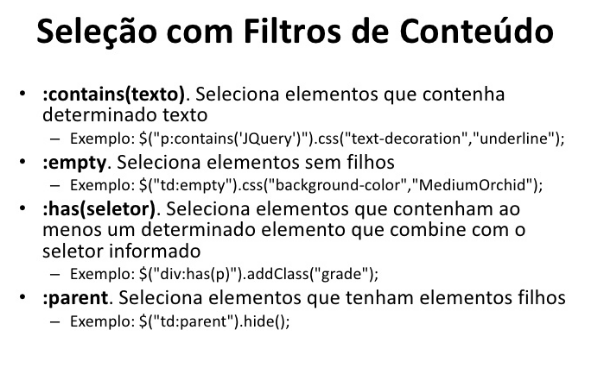 Seleção com Filtros de Conteúdo
• :contains(texto). Seleciona elementos que contenha
determinado texto
– Exemplo: $("p:contains('JQuery')").css("text-decoration","underline");
• :empty. Seleciona elementos sem filhos
– Exemplo: $("td:empty").css("background-color","MediumOrchid");
• :has(seletor). Seleciona elementos que contenham ao
menos um determinado elemento que combine com o
seletor informado
– Exemplo: $("div:has(p)").addClass("grade");
• :parent. Seleciona elementos que tenham elementos filhos
– Exemplo: $("td:parent").hide();